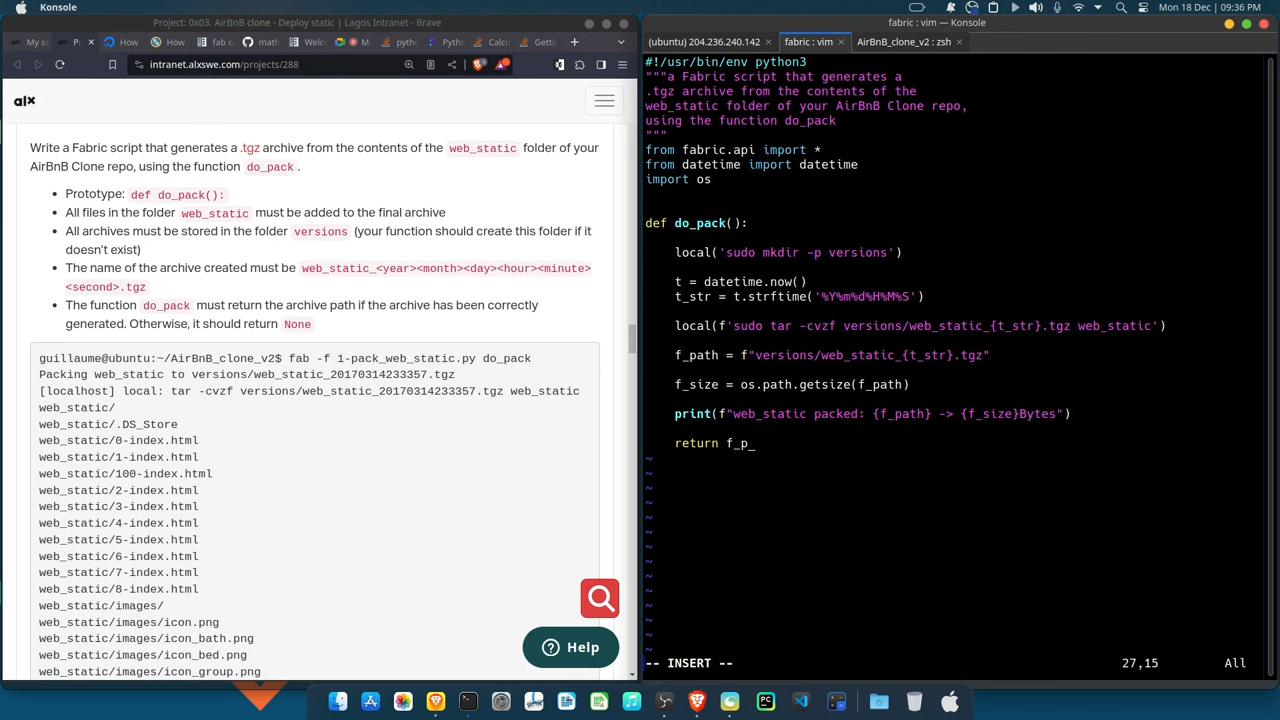 Konsole
Mon 18 Dec | 09:36 PM
Project: 0x03. AirBnB clone - Deploy static | Lagos Intranet - Brave
My s
P
How
How
fab o
math
Welc
M
pytho
Pyth
AirBn
Getti
intranet.alxswe.com/projects/288
alx
Write a Fabric script that generates a .tgz archive from the contents of the web_static folder of your
AirBnB Clone repo, using the function do_pack .
• Prototype: def do_pack():
• All files in the folder web_static must be added to the final archive
• All archives must be stored in the folder versions (your function should create this folder if it
doesn't exist)
• The name of the archive created must be web_static_<year><month><day><hour><minute>
<second>.tgz
• The function do_pack must return the archive path if the archive has been correctly
generated. Otherwise, it should return None
guillaume@ubuntu:~/AirBnB_clone_v2$ fab -f 1-pack_web_static.py do_pack
Packing web_static to versions/web_static_20170314233357.tgz
[localhost] local: tar -cvzf versions/web_static_20170314233357.tgz web_static
web_static/
web_static/.DS_Store
web_static/0-index.html
web_static/1-index.html
web_static/100-index.html
web_static/2-index.html
web_static/3-index.html
web_static/4-index.html
web_static/5-index.html
web_static/6-index.html
web_static/7-index.html
web_static/8-index.html
web_static/images/
web_static/images/icon.png
web_static/images/icon_bath.png
web_static/images/icon_bed.png
web_static/images/icon_group.png
Help
fabric : vim — Konsole
(ubuntu) 204.236.240.142
fabric : vim
AirBnB_clone_v2 : zsh
#!/usr/bin/env python3
"""a Fabric script that generates a
.tgz archive from the contents of the
web_static folder of your AirBnB Clone repo,
using the function do_pack
"""
from fabric.api import *
from datetime import datetime
import os
def do_pack():
local('sudo mkdir -p versions')
t = datetime.now()
t_str = t.strftime('%Y%m%d%H%M%S')
local(f'sudo tar -cvzf versions/web_static_{t_str}.tgz web_static')
f_path = f"versions/web_static_{t_str}.tgz"
f_size = os.path.getsize(f_path)
print(f"web_static packed: {f_path} -> {f_size}Bytes")
return f_p_
~
~
~
~
~
~
~
~
~
~
~
~
~
~
-- INSERT --
27,15
All